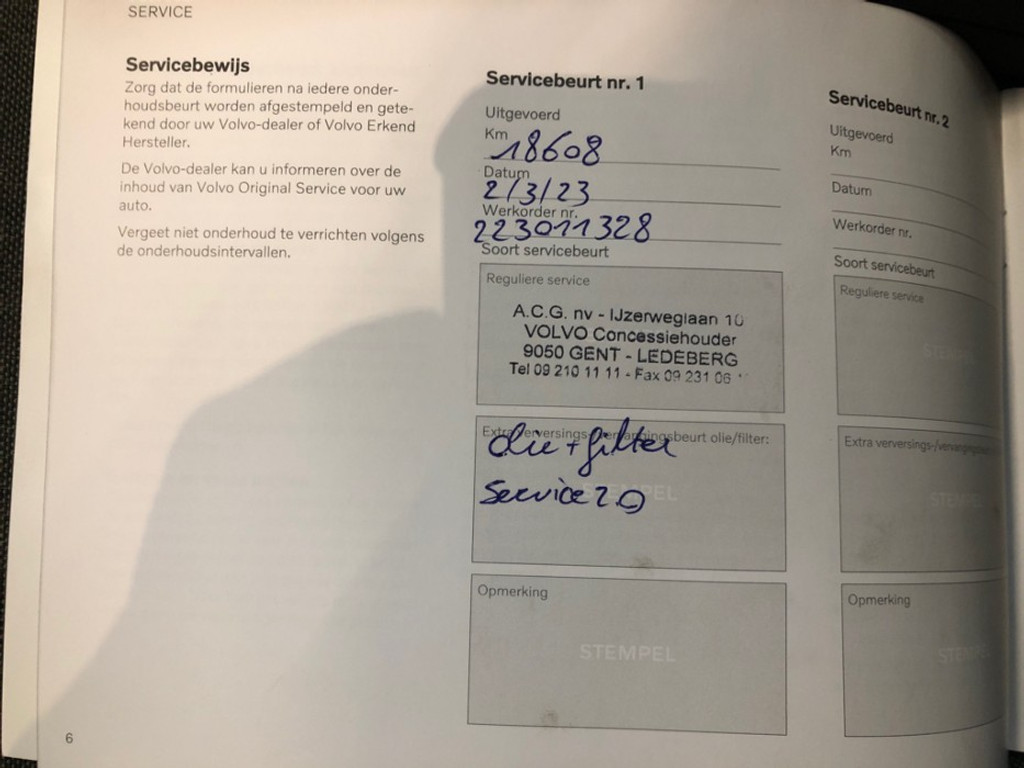 SERVICE
Servicebewijs
Zorg dat de formulieren na iedere onder-
houdsbeurt worden afgestempeld en gete-
kend door uw Volvo-dealer of Volvo Erkend
Hersteller.
De Volvo-dealer kan u informeren over de
inhoud van Volvo Original Service voor uw
auto.
Vergeet niet onderhoud te verrichten volgens
de onderhoudsintervallen.
6
Servicebeurt nr. 1
Uitgevoerd
Km
18608
Datum
2/3/23
Werkorder nr.
223011328
Soort servicebeurt
Reguliere service
A.C.G. nv - IJzerweglaan 10
VOLVO Concessiehouder
9050 GENT - LEDEBERG
Tel 09 210 11 11 - Fax 09 231 06
Extra verversings-/vervangingsbeurt olie/filter:
Olie + filter
Service 2.0
STEMPEL
Opmerking
STEMPEL
Servicebeurt nr. 2
Uitgevoerd
Km
Datum
Werkorder nr.
Soort servicebeurt
Reguliere service
Extra verversings-/
Opmerking